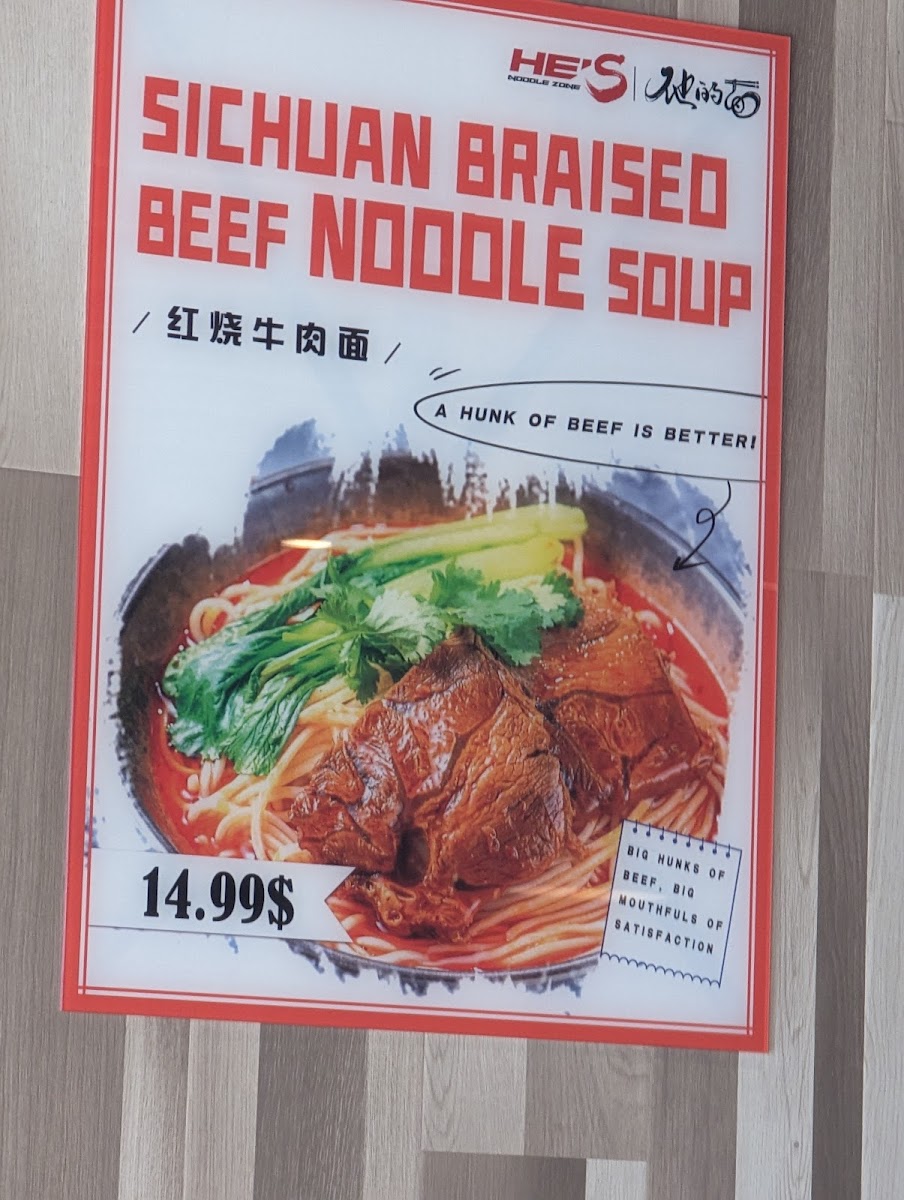 HE'S
NOODLE ZONE
他的面
SICHUAN BRAISED
BEEF NOODLE SOUP
/ 红烧牛肉面 /
A HUNK OF BEEF IS BETTER!
14.99$
BIG HUNKS OF
BEEF, BIG
MOUTHFULS OF
SATISFACTION